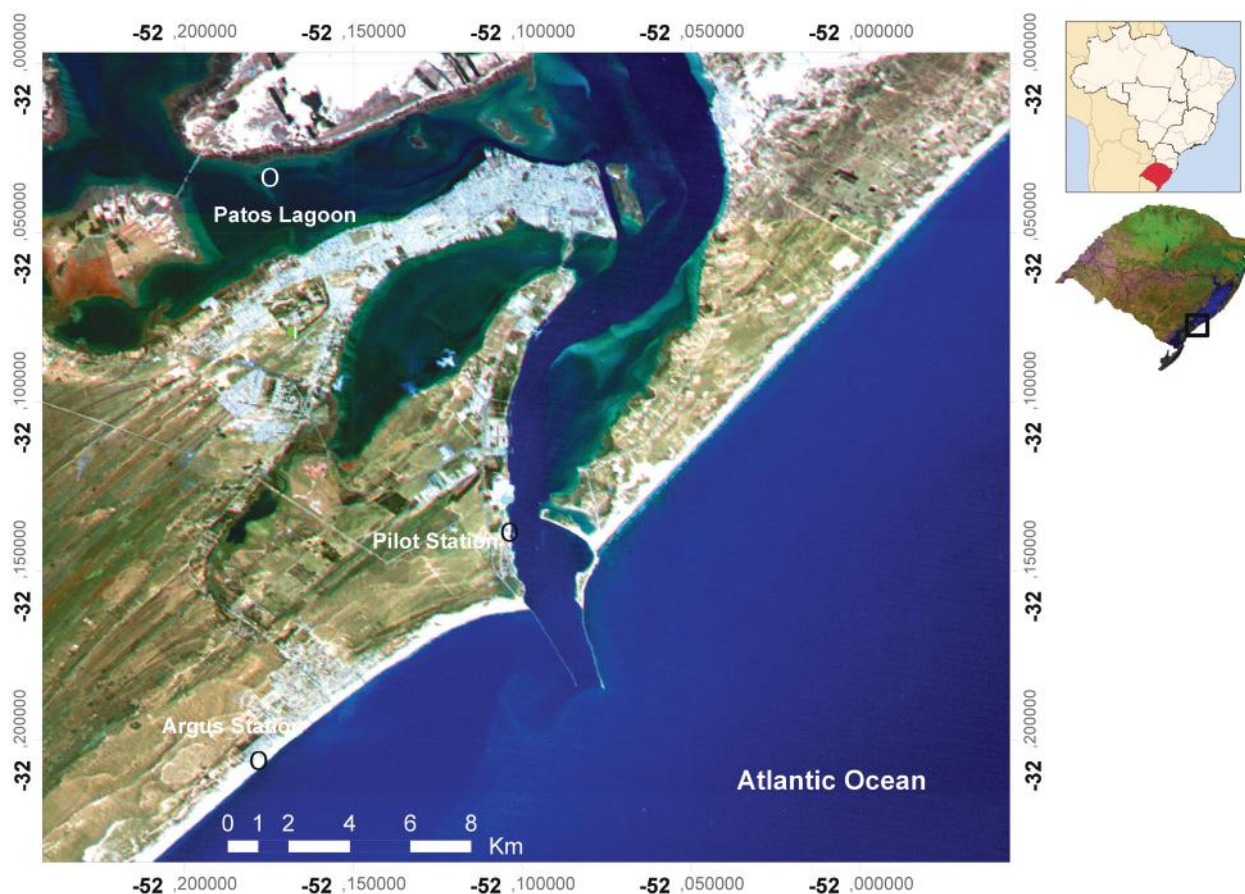 -52 ,200000 -52 ,150000 -52 ,100000 -52 ,050000 -52 ,000000
-32 ,000000
-32 ,050000
-32 ,100000
-32 ,150000
-32 ,200000
O
Patos Lagoon
Pilot Station O
Argus Station
O
Atlantic Ocean
0 1 2 4 6 8
Km
-32 ,000000
-32 ,050000
-32 ,100000
-32 ,150000
-32 ,200000
-52 ,200000 -52 ,150000 -52 ,100000 -52 ,050000 -52 ,000000